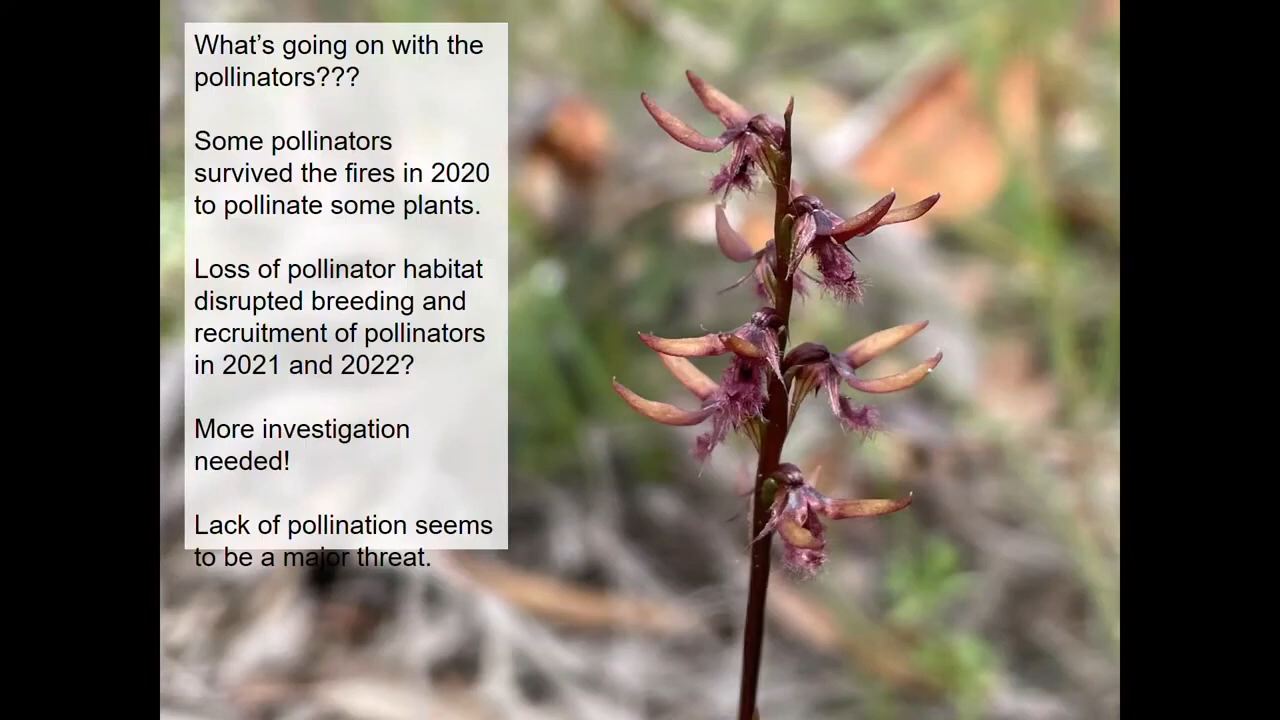 What’s going on with the
pollinators???
Some pollinators
survived the fires in 2020
to pollinate some plants.
Loss of pollinator habitat
disrupted breeding and
recruitment of pollinators
in 2021 and 2022?
More investigation
needed!
Lack of pollination seems
to be a major threat.